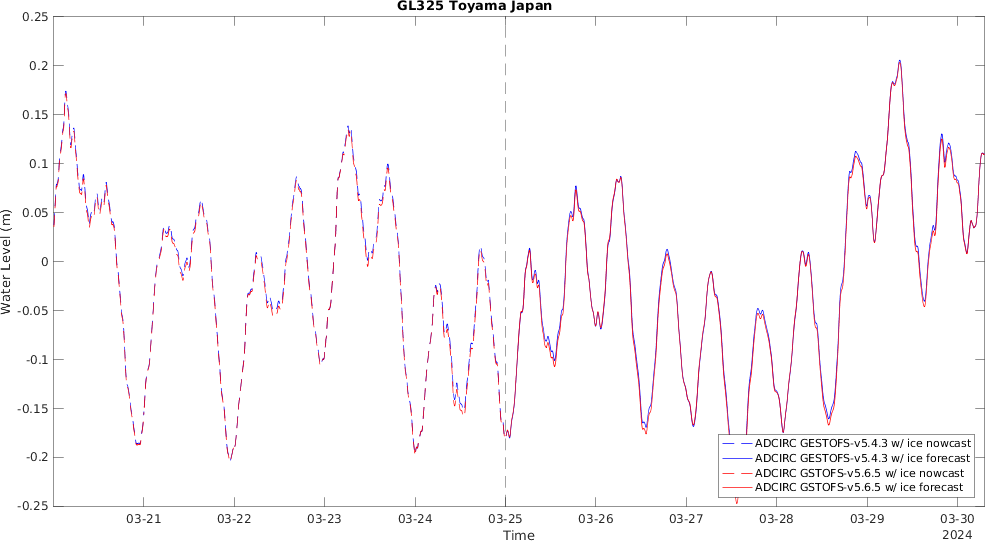 GL325 Toyama Japan
0.25
0.2
0.15
0.1
0.05
0
-0.05
-0.1
-0.15
-0.2
-0.25
Water Level (m)
ADCIRC GESTOFS-v5.4.3 w/ ice nowcast
ADCIRC GESTOFS-v5.4.3 w/ ice forecast
ADCIRC GSTOFS-v5.6.5 w/ ice nowcast
ADCIRC GSTOFS-v5.6.5 w/ ice forecast
03-21 03-22 03-23 03-24 03-25 03-26 03-27 03-28 03-29 03-30
Time
2024